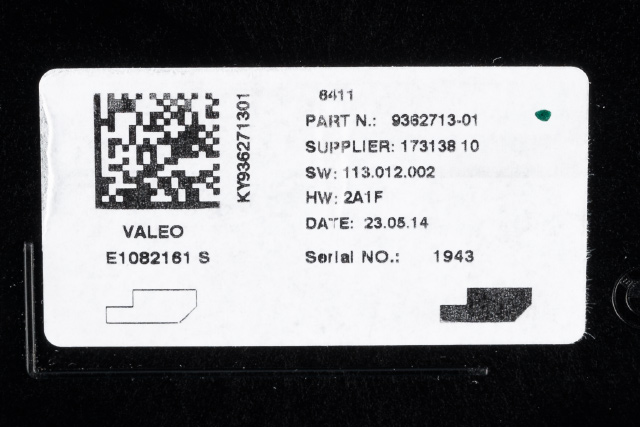 KY936271301
VALEO
E1082161 S
8411
PART N.: 9362713-01
SUPPLIER: 173138 10
SW: 113.012.002
HW: 2A1F
DATE: 23.05.14
Serial NO.: 1943